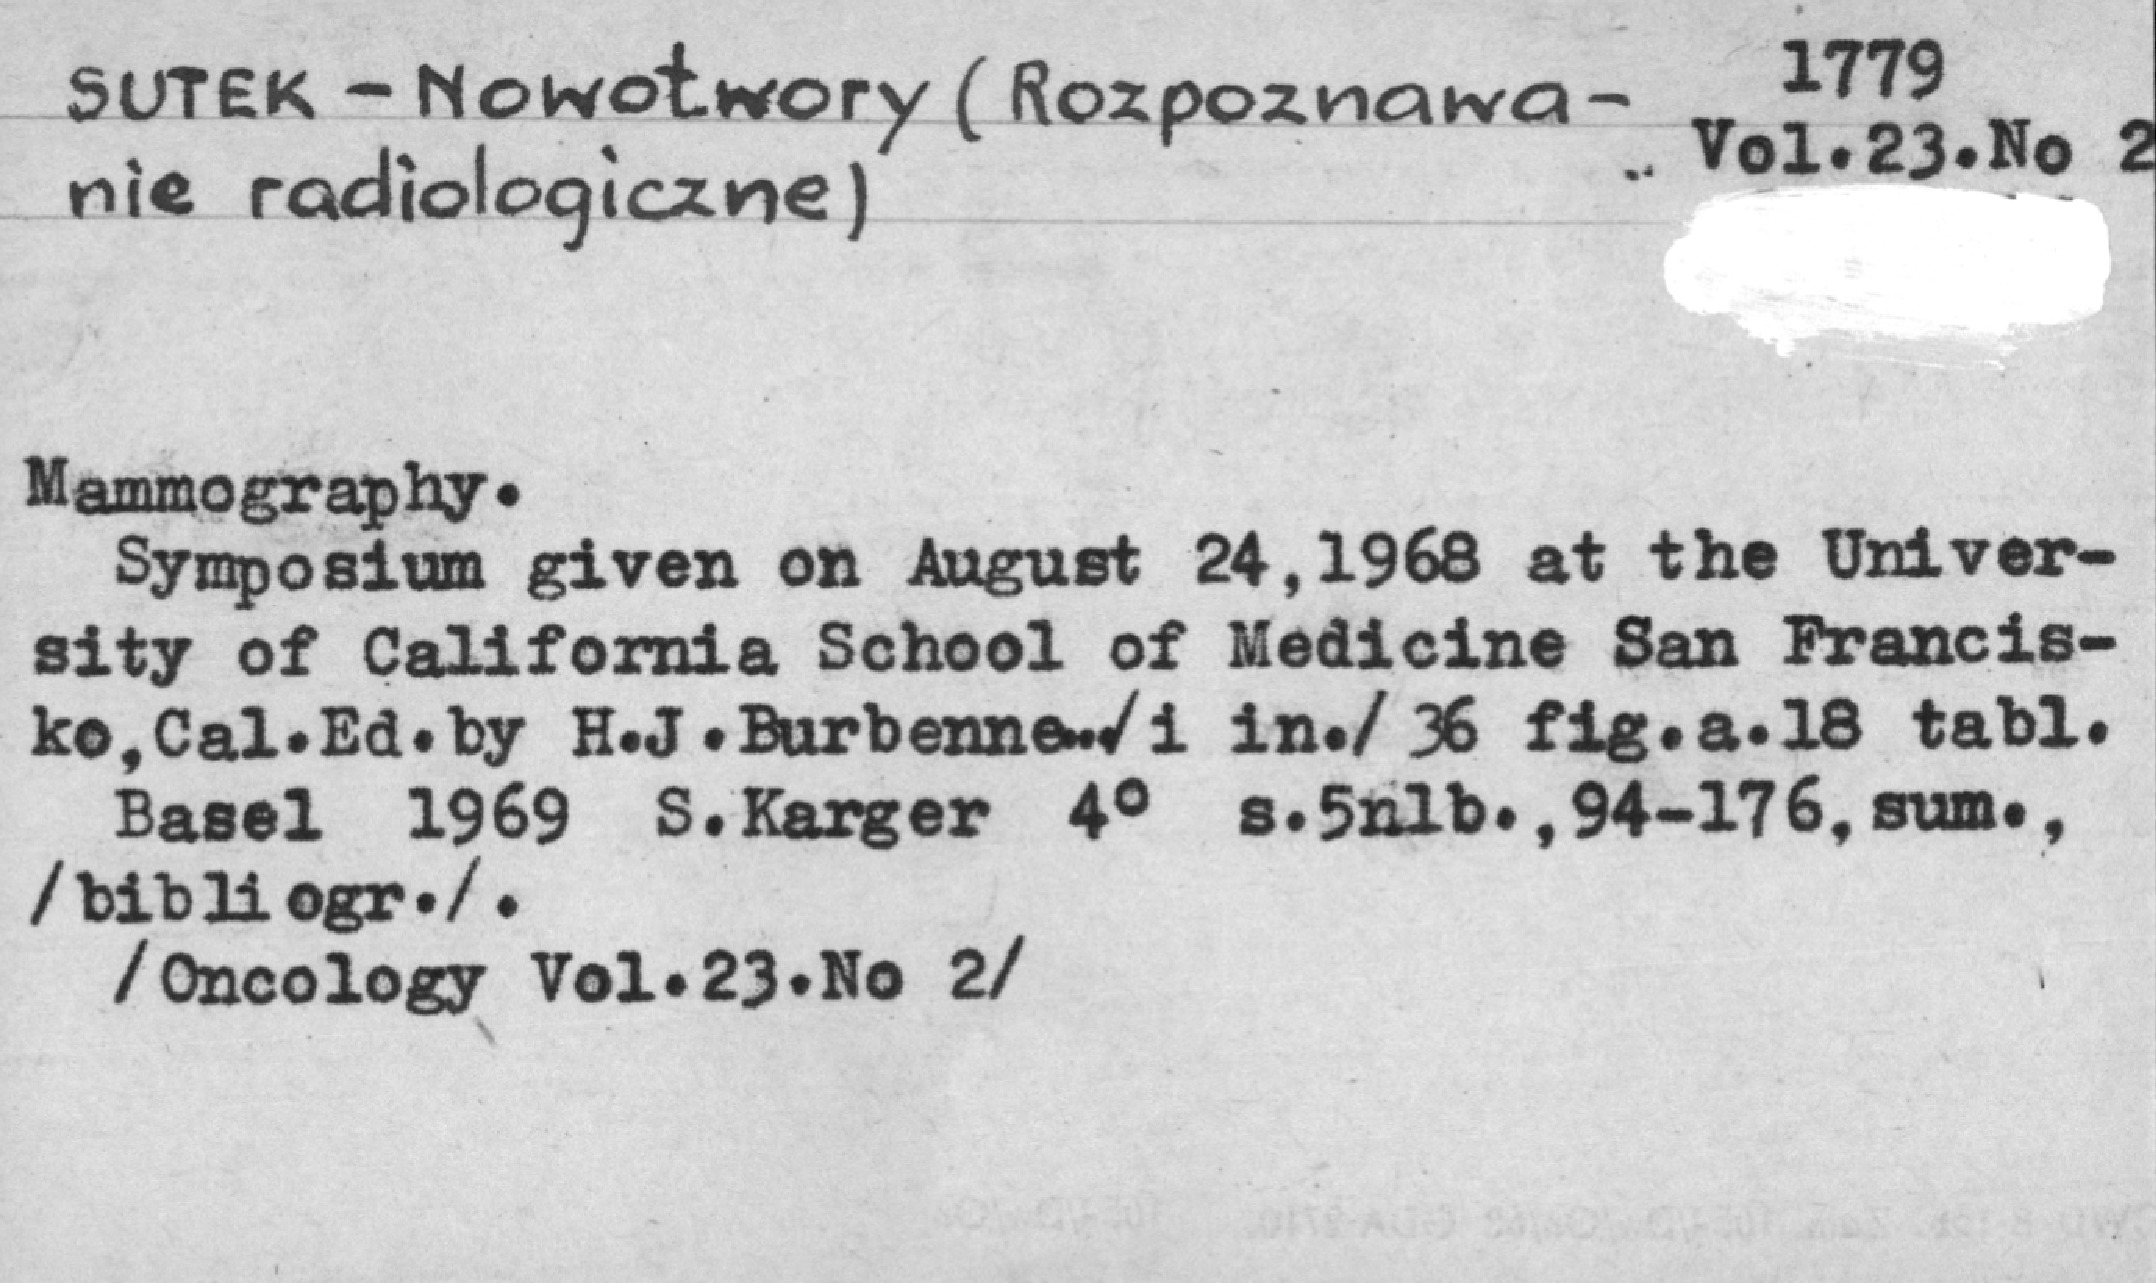 SUTEK - Nowotwory (Rozpoznawa-
nie radiologiczne)
1779
Vol.23.No 2
Mammography.
Symposium given on August 24,1968 at the Univer-
sity of California School of Medicine San Francis-
ko,Cal.Ed.by H.J.Burbenne../i in./ 36 fig.a.18 tabl.
Basel 1969 S.Karger 4° s.5nlb.,94-176,sum.,
/bibliogr./.
/Oncology Vol.23.No 2/